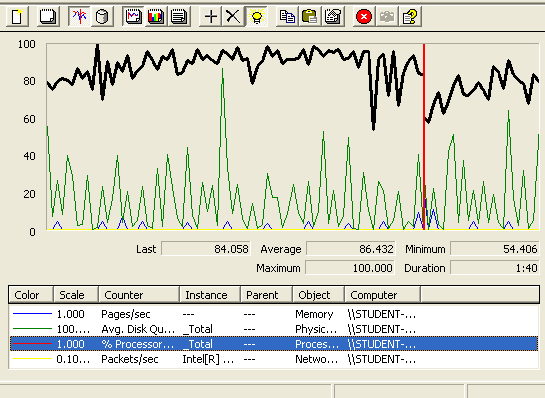 100
80
60
40
20
0
Last 84.058 Average 86.432 Minimum 54.406
Maximum 100.000 Duration 1:40
Color Scale Counter Instance Parent Object Computer
1.000 Pages/sec --- --- Memory \\STUDENT-...
100.... Avg. Disk Qu... _Total --- Physic... \\STUDENT-...
1.000 % Processor... _Total --- Proces... \\STUDENT-...
0.10... Packets/sec Intel[R] ... --- Netwo... \\STUDENT-...